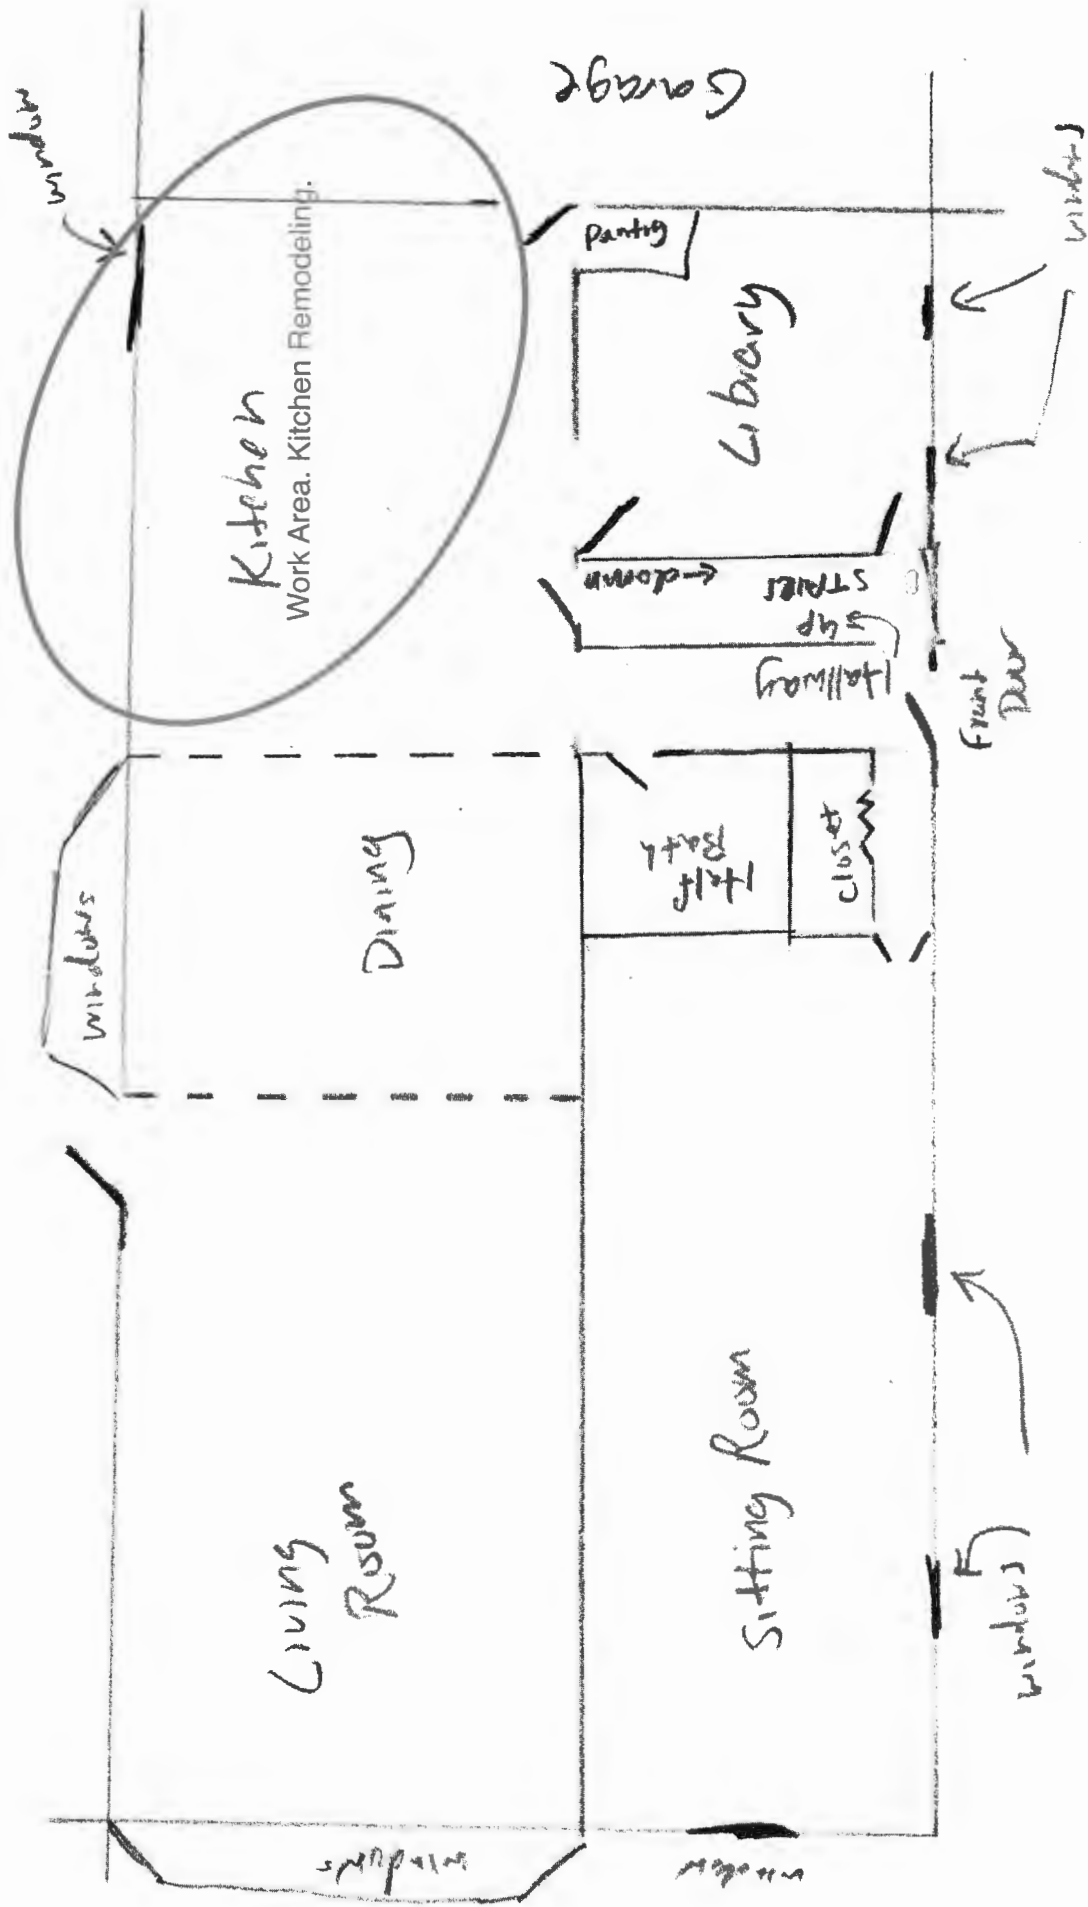 window
Garage
Kitchen
Work Area. Kitchen Remodeling.
Pantry
Library
windows
down
STAIRS
up
Hallway
Front
Door
windows
Dining
Half
Bath
Closet
Living
Room
Sitting Room
windows
windows
window